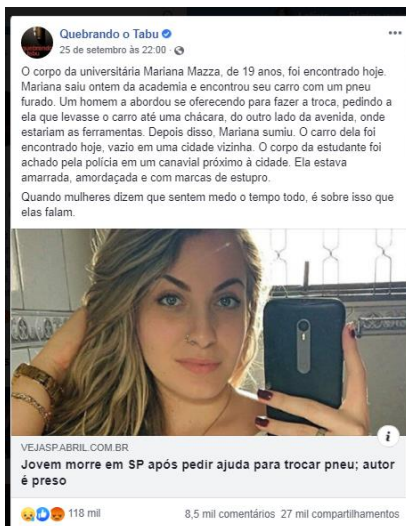 Quebrando o Tabu
25 de setembro às 22:00 ·
O corpo da universitária Mariana Mazza, de 19 anos, foi encontrado hoje.
Mariana saiu ontem da academia e encontrou seu carro com um pneu
furado. Um homem a abordou se oferecendo para fazer a troca, pedindo a
ela que levasse o carro até uma chácara, do outro lado da avenida, onde
estariam as ferramentas. Depois disso, Mariana sumiu. O carro dela foi
encontrado hoje, vazio em uma cidade vizinha. O corpo da estudante foi
achado pela polícia em um canavial próximo à cidade. Ela estava
amarrada, amordaçada e com marcas de estupro.
Quando mulheres dizem que sentem medo o tempo todo, é sobre isso que
elas falam.
VEJASP.ABRIL.COM.BR
Jovem morre em SP após pedir ajuda para trocar pneu; autor
é preso
118 mil 8,5 mil comentários 27 mil compartilhamentos